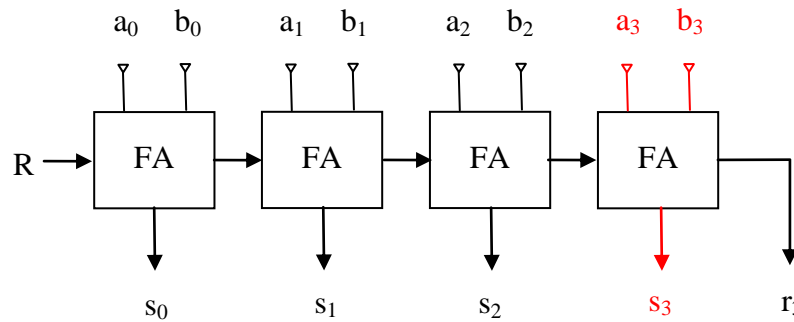 a₀ b₀ a₁ b₁ a₂ b₂ a₃ b₃
R FA FA FA FA
s₀ s₁ s₂ s₃